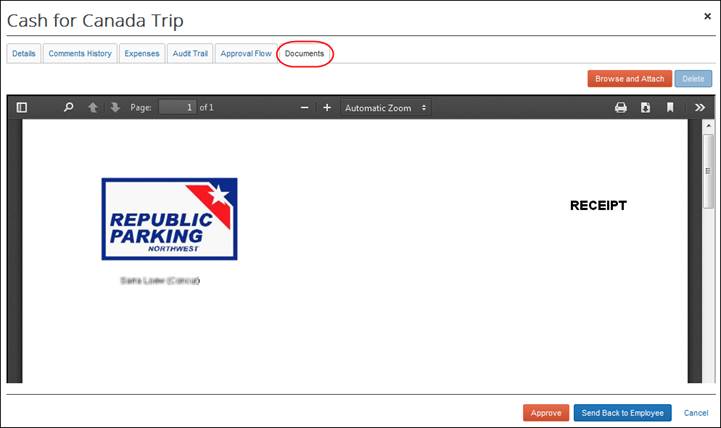 Cash for Canada Trip
Details Comments History Expenses Audit Trail Approval Flow Documents
Browse and Attach Delete
Page: 1 of 1 Automatic Zoom
RECEIPT
REPUBLIC
PARKING
NORTHWEST
(Concur)
Approve Send Back to Employee Cancel